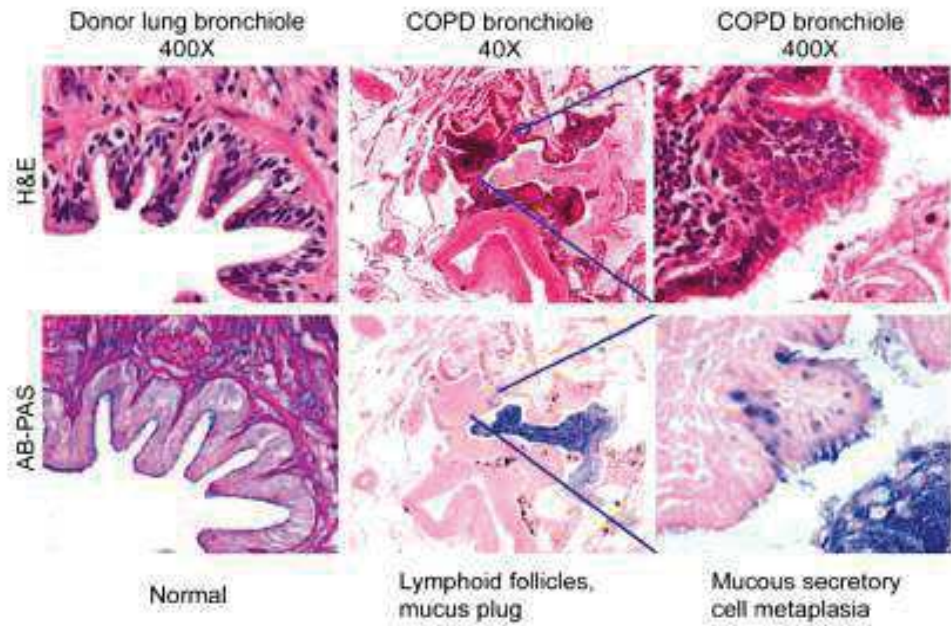 Donor lung bronchiole
400X
COPD bronchiole
40X
COPD bronchiole
400X
H&E
AB-PAS
Normal
Lymphoid follicles,
mucus plug
Mucous secretory
cell metaplasia